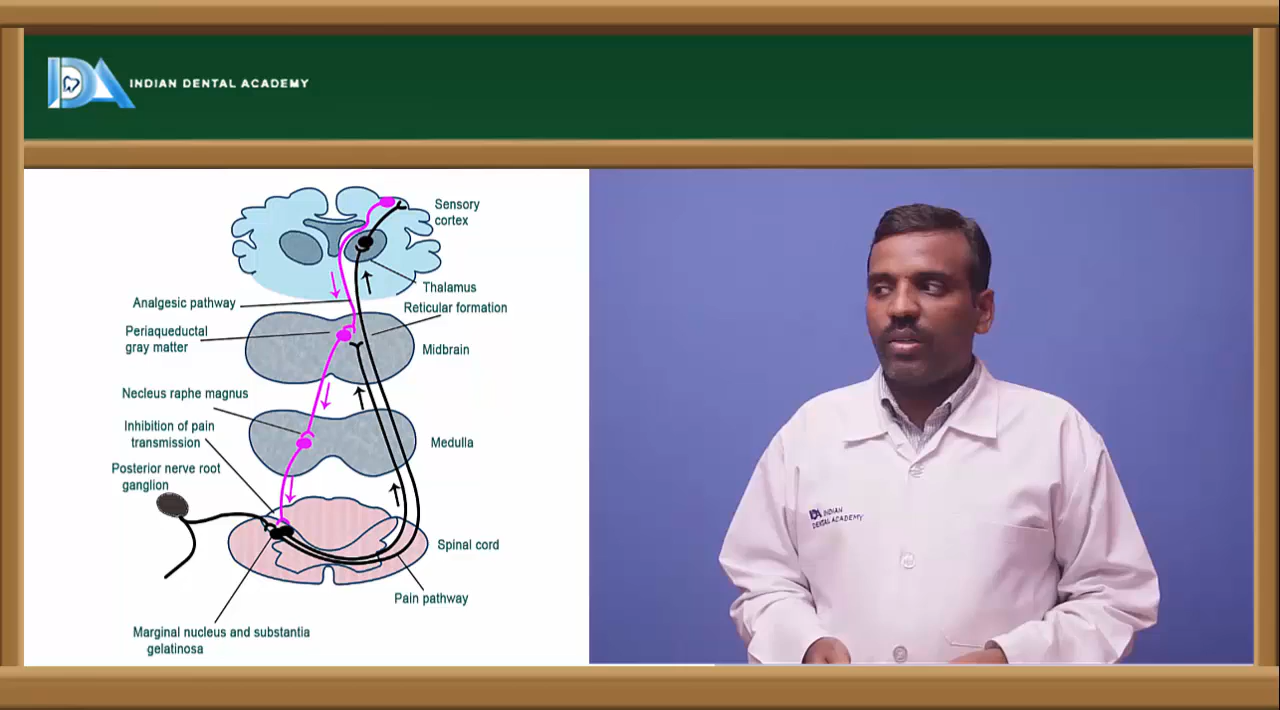 IDA INDIAN DENTAL ACADEMY
Sensory
cortex
Thalamus
Analgesic pathway
Reticular formation
Periaqueductal
gray matter
Midbrain
Necleus raphe magnus
Inhibition of pain
transmission
Medulla
Posterior nerve root
ganglion
Spinal cord
Pain pathway
Marginal nucleus and substantia
gelatinosa
IDA INDIAN
DENTAL ACADEMY